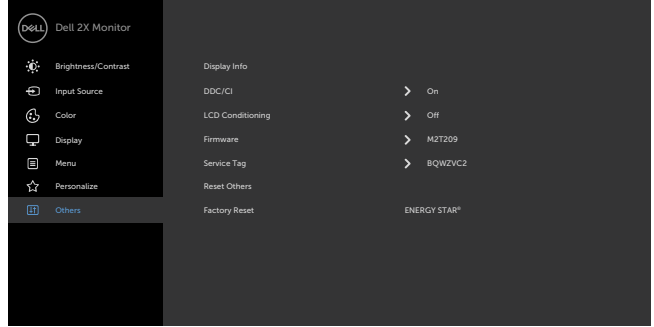 DELL Dell 2X Monitor
Brightness/Contrast Display Info
Input Source DDC/CI On
Color LCD Conditioning Off
Display Firmware M2T209
Menu Service Tag BQWZVC2
Personalize Reset Others
Others Factory Reset ENERGY STAR®